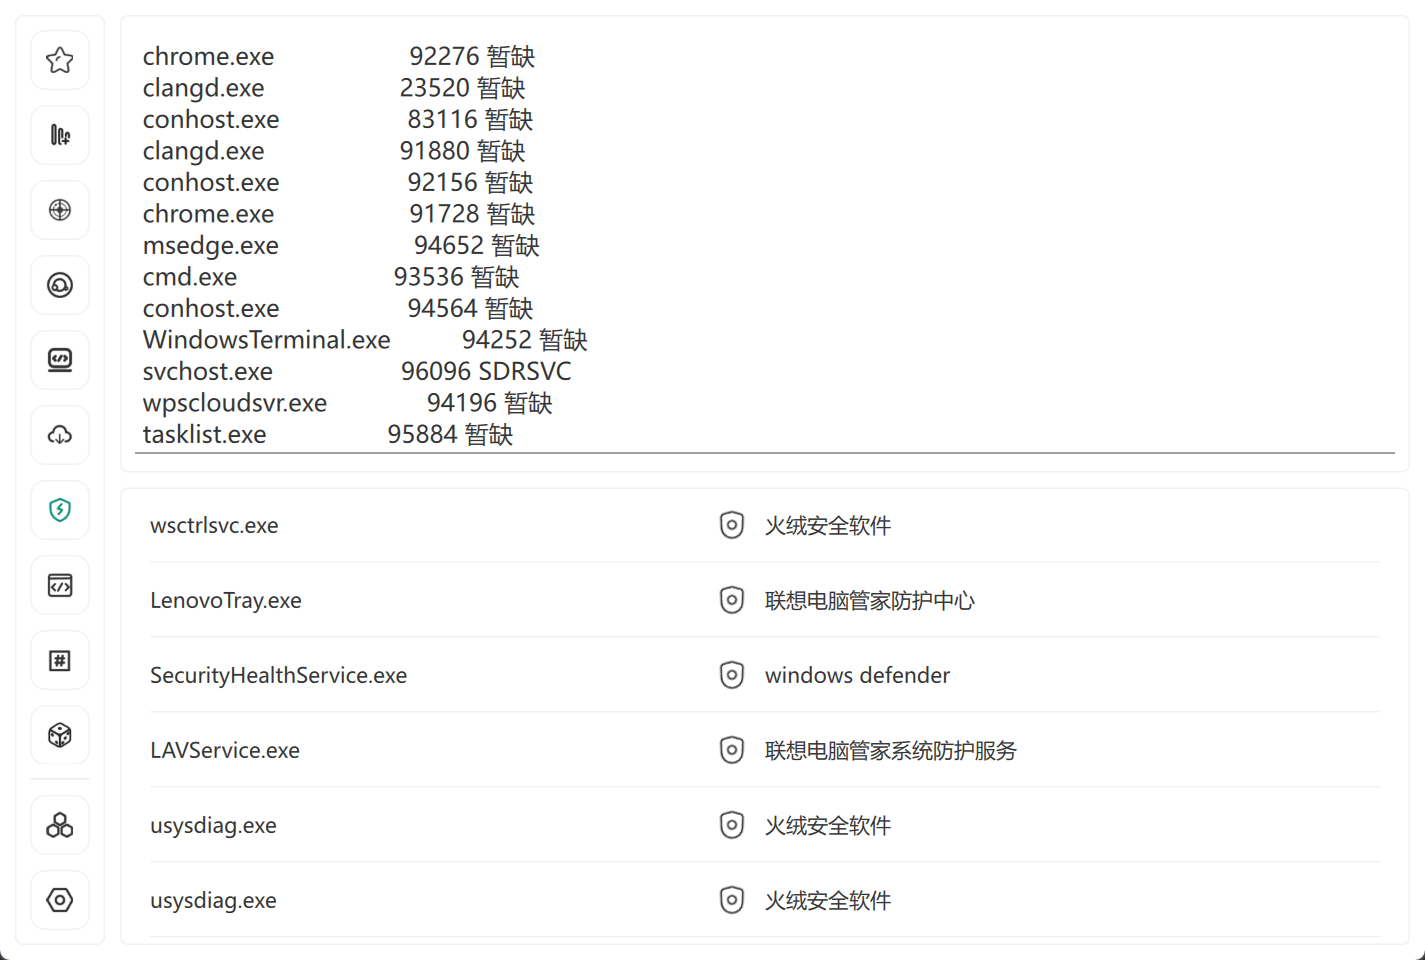 chrome.exe 92276 暂缺
clangd.exe 23520 暂缺
conhost.exe 83116 暂缺
clangd.exe 91880 暂缺
conhost.exe 92156 暂缺
chrome.exe 91728 暂缺
msedge.exe 94652 暂缺
cmd.exe 93536 暂缺
conhost.exe 94564 暂缺
WindowsTerminal.exe 94252 暂缺
svchost.exe 96096 SDRSVC
wpscloudsvr.exe 94196 暂缺
tasklist.exe 95884 暂缺
wsctrlsvc.exe 火绒安全软件
LenovoTray.exe 联想电脑管家防护中心
SecurityHealthService.exe windows defender
LAVService.exe 联想电脑管家系统防护服务
usysdiag.exe 火绒安全软件
usysdiag.exe 火绒安全软件